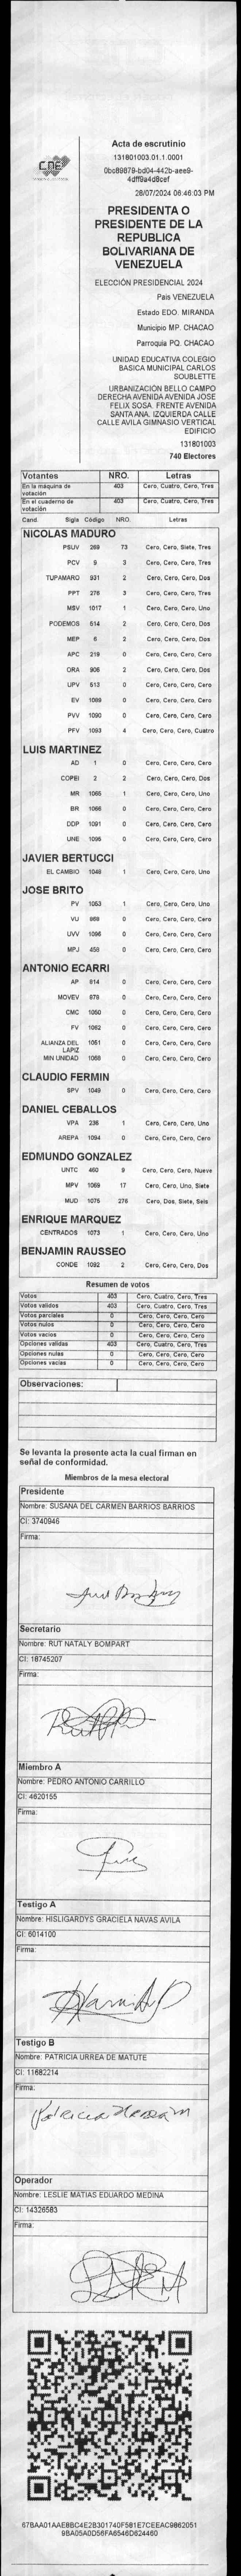 CNE
Acta de escrutinio
131801003.01.1.0001
28/07/2024 06:46:03 PM
PRESIDENTA O
PRESIDENTE DE LA
REPUBLICA
BOLIVARIANA DE
VENEZUELA
ELECCIÓN PRESIDENCIAL 2024
Pais VENEZUELA
Estado EDO. MIRANDA
Municipio MP. CHACAO
Parroquia PQ. CHACAO
UNIDAD EDUCATIVA COLEGIO
BASICA MUNICIPAL CARLOS
SOUBLETTE
URBANIZACIÓN BELLO CAMPO
DERECHA AVENIDA AVENIDA JOSE
FELIX SOSA. FRENTE AVENIDA
SANTA ANA. IZQUIERDA CALLE
CALLE AVILA GIMNASIO VERTICAL
EDIFICIO
131801003
740 Electores
Votantes NRO. Letras
En la máquina de votación 403 Cero, Cuatro, Cero, Tres
En el cuaderno de votación 403 Cero, Cuatro, Cero, Tres
Cand. Sigla Código NRO. Letras
NICOLAS MADURO
PSUV 269 73 Cero, Cero, Siete, Tres
PCV 9 3 Cero, Cero, Cero, Tres
TUPAMARO 931 2 Cero, Cero, Cero, Dos
PPT 276 3 Cero, Cero, Cero, Tres
MSV 1017 1 Cero, Cero, Cero, Uno
PODEMOS 514 2 Cero, Cero, Cero, Dos
MEP 6 2 Cero, Cero, Cero, Dos
APC 219 0 Cero, Cero, Cero, Cero
ORA 906 2 Cero, Cero, Cero, Dos
UPV 513 0 Cero, Cero, Cero, Cero
EV 1089 0 Cero, Cero, Cero, Cero
PVV 1090 0 Cero, Cero, Cero, Cero
PFV 1093 4 Cero, Cero, Cero, Cuatro
LUIS MARTINEZ
AD 1 0 Cero, Cero, Cero, Cero
COPEI 2 2 Cero, Cero, Cero, Dos
MR 1065 1 Cero, Cero, Cero, Uno
BR 1066 0 Cero, Cero, Cero, Cero
DDP 1091 0 Cero, Cero, Cero, Cero
UNE 1095 0 Cero, Cero, Cero, Cero
JAVIER BERTUCCI
EL CAMBIO 1048 1 Cero, Cero, Cero, Uno
JOSE BRITO
PV 1053 1 Cero, Cero, Cero, Uno
VU 868 0 Cero, Cero, Cero, Cero
UVV 1096 0 Cero, Cero, Cero, Cero
MPJ 458 0 Cero, Cero, Cero, Cero
ANTONIO ECARRI
AP 814 0 Cero, Cero, Cero, Cero
MOVEV 878 0 Cero, Cero, Cero, Cero
CMC 1050 0 Cero, Cero, Cero, Cero
FV 1062 0 Cero, Cero, Cero, Cero
ALIANZA DEL LAPIZ 1051 0 Cero, Cero, Cero, Cero
MIN UNIDAD 1068 0 Cero, Cero, Cero, Cero
CLAUDIO FERMIN
SPV 1049 0 Cero, Cero, Cero, Cero
DANIEL CEBALLOS
VPA 236 1 Cero, Cero, Cero, Uno
AREPA 1094 0 Cero, Cero, Cero, Cero
EDMUNDO GONZALEZ
UNTC 460 9 Cero, Cero, Cero, Nueve
MPV 1069 17 Cero, Cero, Uno, Siete
MUD 1075 276 Cero, Dos, Siete, Seis
ENRIQUE MARQUEZ
CENTRADOS 1073 1 Cero, Cero, Cero, Uno
BENJAMIN RAUSSEO
CONDE 1092 2 Cero, Cero, Cero, Dos
Resumen de votos
Votos 403 Cero, Cuatro, Cero, Tres
Votos validos 403 Cero, Cuatro, Cero, Tres
Votos parciales 0 Cero, Cero, Cero, Cero
Votos nulos 0 Cero, Cero, Cero, Cero
Votos vacios 0 Cero, Cero, Cero, Cero
Opciones validas 403 Cero, Cuatro, Cero, Tres
Opciones nulas 0 Cero, Cero, Cero, Cero
Opciones vacias 0 Cero, Cero, Cero, Cero
Observaciones:
Se levanta la presente acta la cual firman en
señal de conformidad.
Miembros de la mesa electoral
Presidente
Nombre: SUSANA DEL CARMEN BARRIOS BARRIOS
CI: 3740946
Firma:
Secretario
Nombre: RUT NATALY BOMPART
CI: 18745207
Firma:
Miembro A
Nombre: PEDRO ANTONIO CARRILLO
CI: 4620155
Firma:
Testigo A
Nombre: HISLIGARDYS GRACIELA NAVAS AVILA
CI: 6014100
Firma:
Testigo B
Nombre: PATRICIA URREA DE MATUTE
CI: 11682214
Firma:
Operador
Nombre: LESLIE MATIAS EDUARDO MEDINA
CI: 14326583
Firma: